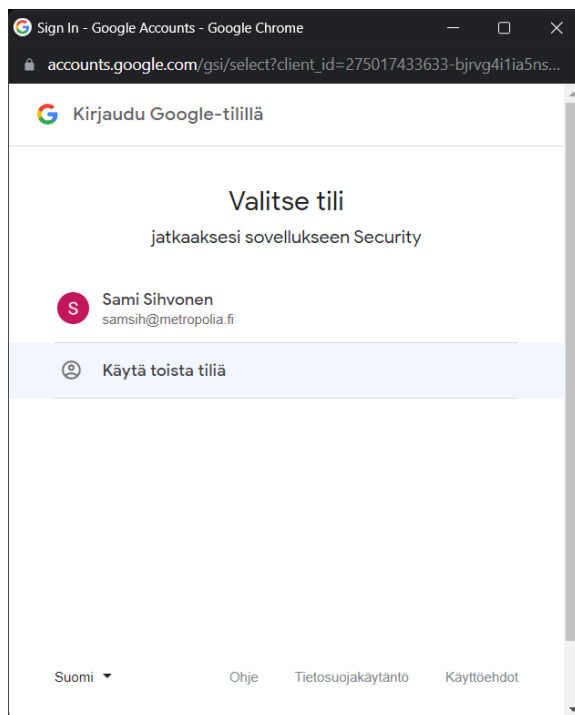 Sign In - Google Accounts - Google Chrome
accounts.google.com/gsi/select?client_id=275017433633-bjrvg4i1ia5ns...
Kirjaudu Google-tilillä
Valitse tili
jatkaaksesi sovellukseen Security
S
Sami Sihvonen
samsih@metropolia.fi
Käytä toista tiliä
Suomi
Ohje
Tietosuojakäytäntö
Käyttöehdot